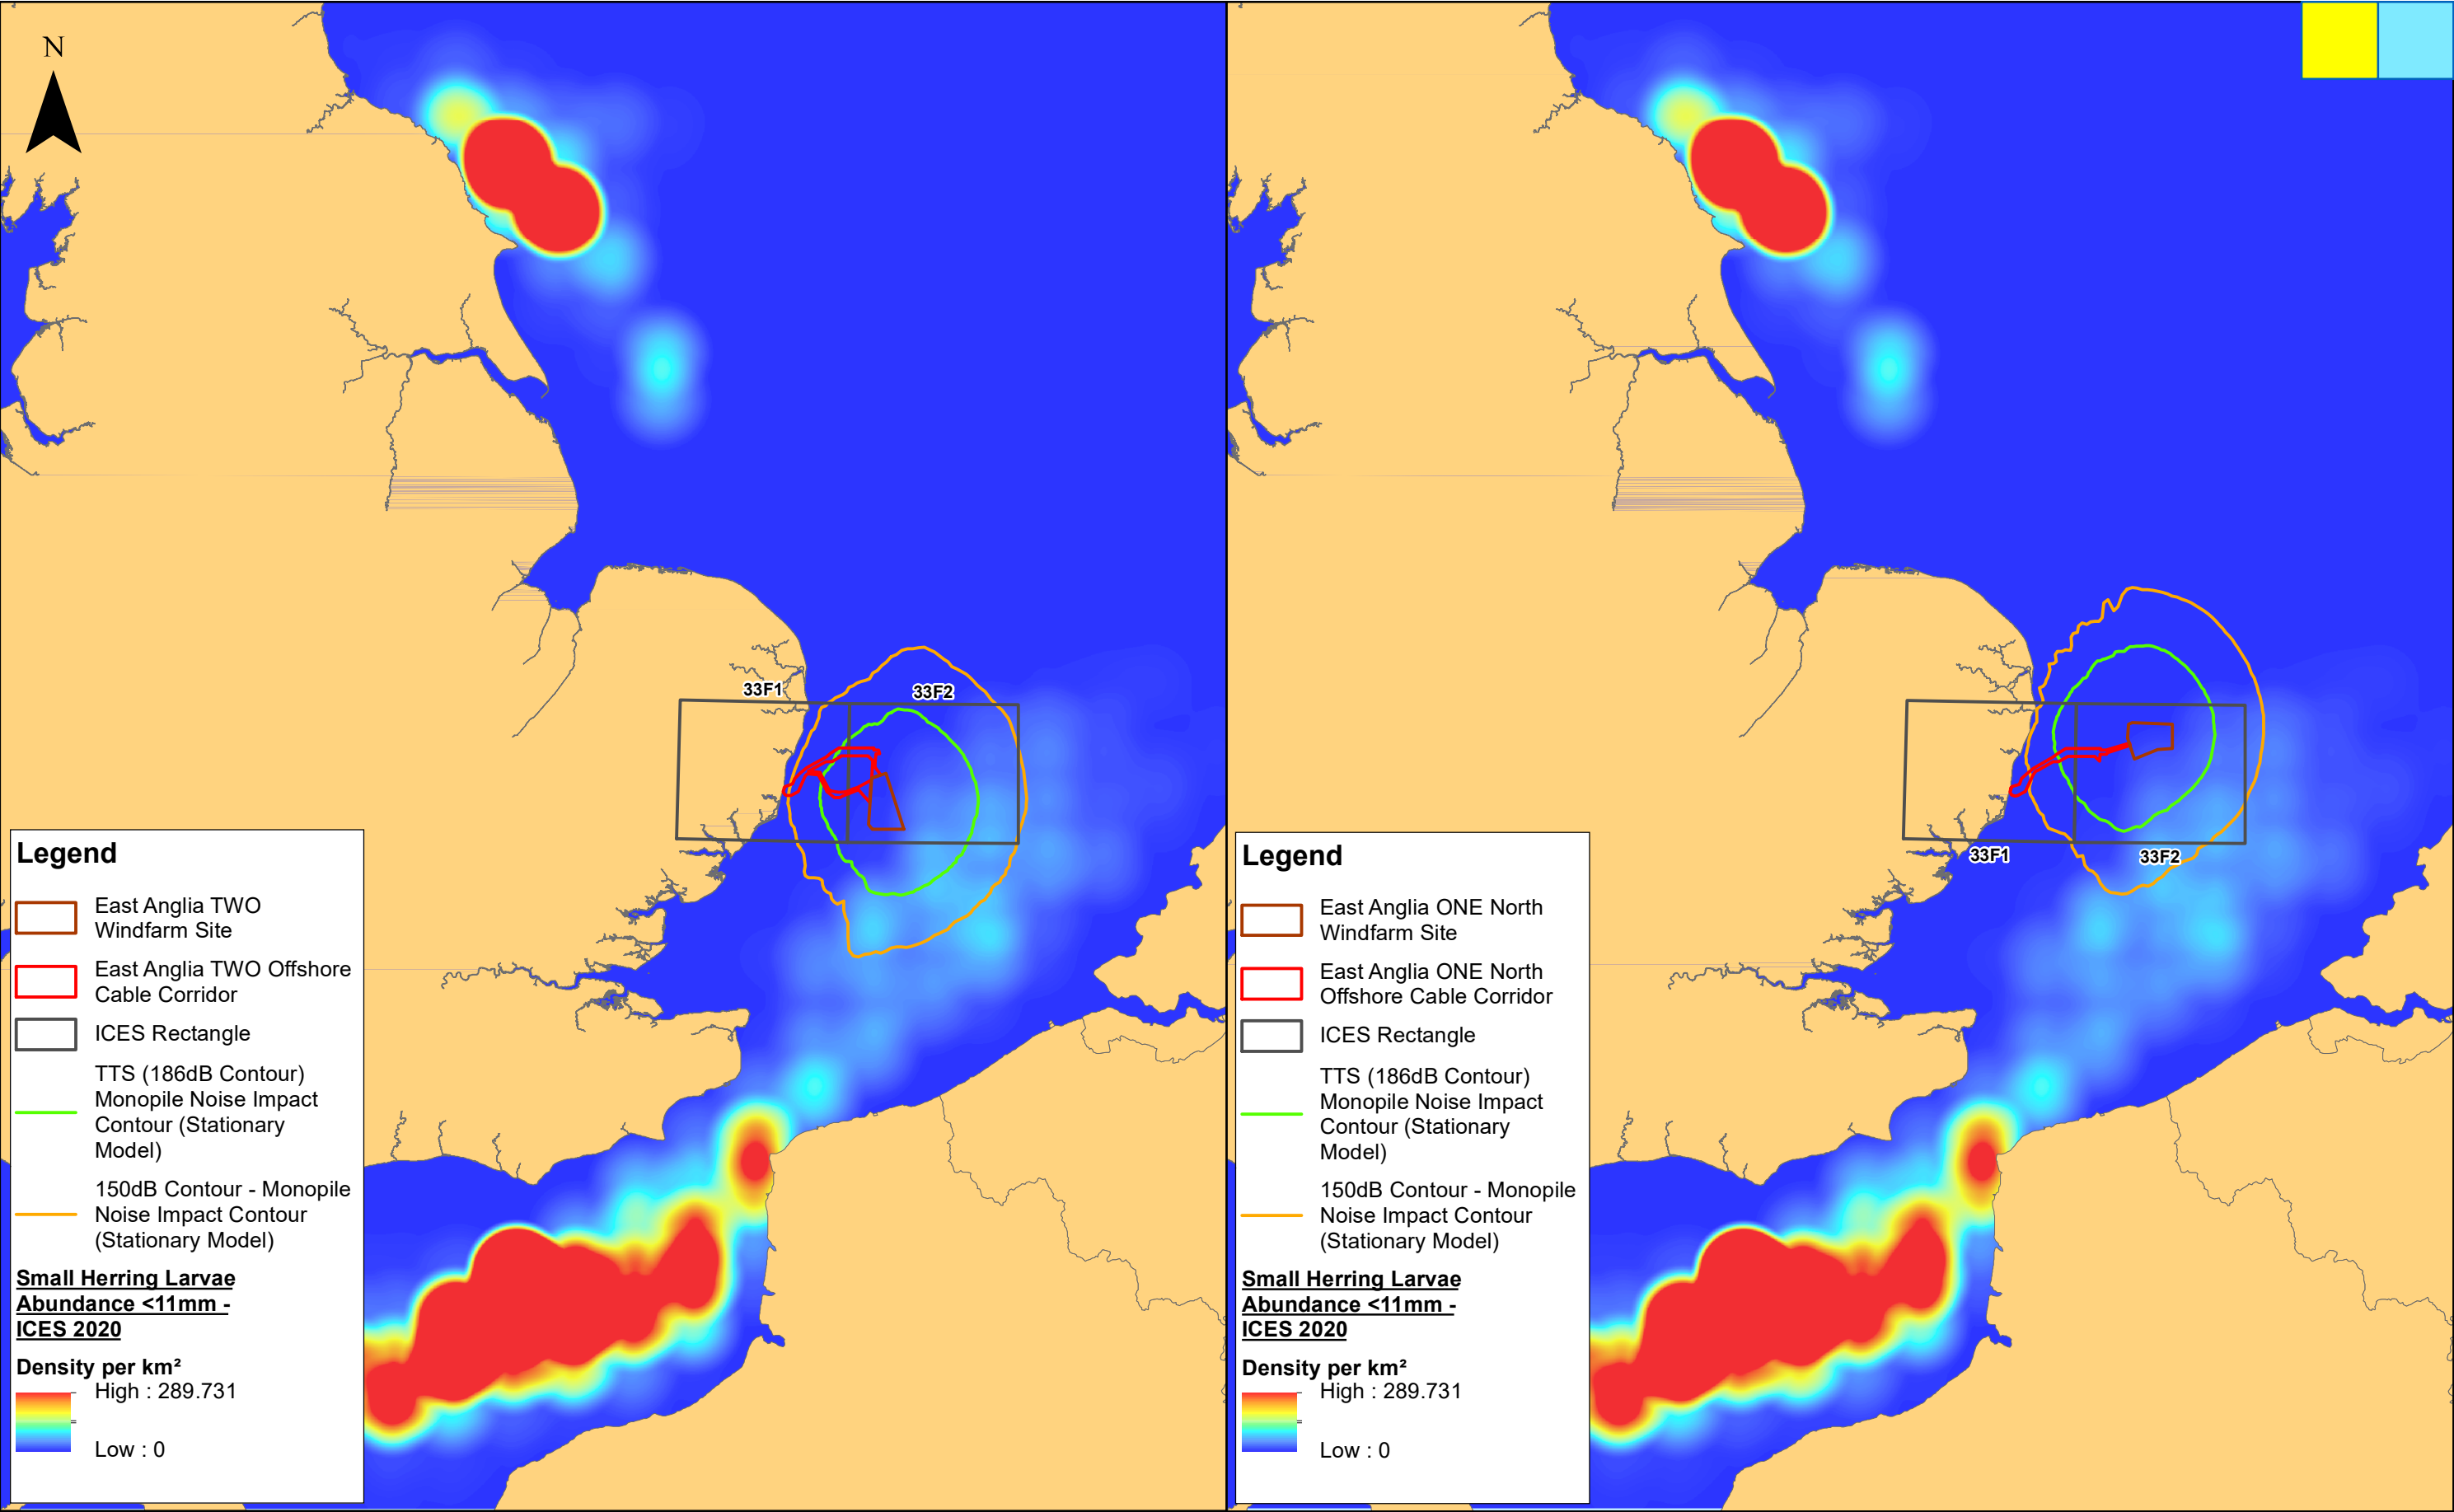 N
33F1
33F2
Legend
East Anglia TWO
Windfarm Site
East Anglia TWO Offshore
Cable Corridor
ICES Rectangle
TTS (186dB Contour)
Monopile Noise Impact
Contour (Stationary
Model)
150dB Contour - Monopile
Noise Impact Contour
(Stationary Model)
Small Herring Larvae
Abundance <11mm -
ICES 2020
Density per km²
High : 289.731
Low : 0
33F1
33F2
Legend
East Anglia ONE North
Windfarm Site
East Anglia ONE North
Offshore Cable Corridor
ICES Rectangle
TTS (186dB Contour)
Monopile Noise Impact
Contour (Stationary
Model)
150dB Contour - Monopile
Noise Impact Contour
(Stationary Model)
Small Herring Larvae
Abundance <11mm -
ICES 2020
Density per km²
High : 289.731
Low : 0